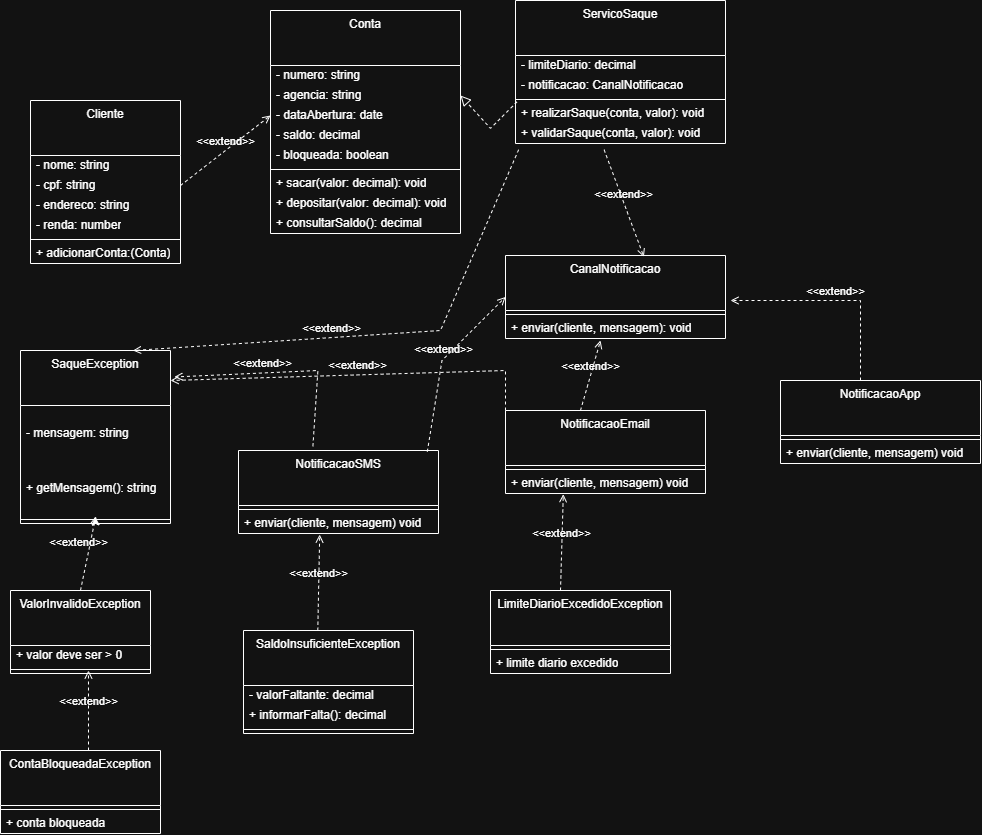 ServicoSaque
- limiteDiario: decimal
- notificacao: CanalNotificacao
+ realizarSaque(conta, valor): void
+ validarSaque(conta, valor): void
Conta
- numero: string
- agencia: string
- dataAbertura: date
- saldo: decimal
- bloqueada: boolean
+ sacar(valor: decimal): void
+ depositar(valor: decimal): void
+ consultarSaldo(): decimal
Cliente
- nome: string
- cpf: string
- endereco: string
- renda: number
+ adicionarConta:(Conta)
<<extend>>
<<extend>>
CanalNotificacao
+ enviar(cliente, mensagem): void
<<extend>>
<<extend>>
<<extend>>
<<extend>>
<<extend>>
<<extend>>
SaqueException
- mensagem: string
+ getMensagem(): string
NotificacaoApp
+ enviar(cliente, mensagem) void
NotificacaoEmail
+ enviar(cliente, mensagem) void
NotificacaoSMS
+ enviar(cliente, mensagem) void
<<extend>>
<<extend>>
<<extend>>
ValorInvalidoException
+ valor deve ser > 0
LimiteDiarioExcedidoException
+ limite diario excedido
SaldoInsuficienteException
- valorFaltante: decimal
+ informarFalta(): decimal
<<extend>>
ContaBloqueadaException
+ conta bloqueada